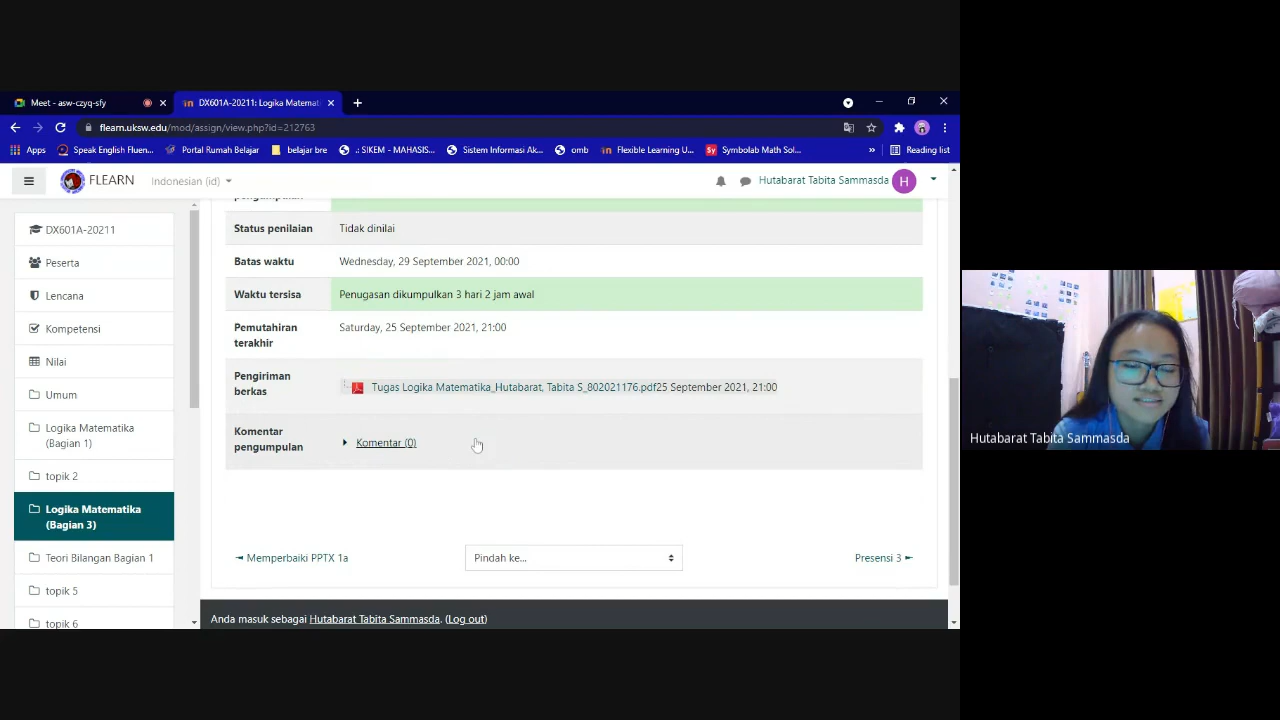 Meet - asw-czyq-sfy
DX601A-20211: Logika Matemat
flearn.uksw.edu/mod/assign/view.php?id=212763
Apps
Speak English Fluen...
Portal Rumah Belajar
belajar bre
.: SIKEM - MAHASIS...
Sistem Informasi Ak...
omb
Flexible Learning U...
Sy
Symbolab Math Sol...
»
Reading list
FLEARN
Indonesian (id)
Hutabarat Tabita Sammasda
H
DX601A-20211
Peserta
Lencana
Kompetensi
Nilai
Umum
Logika Matematika
(Bagian 1)
topik 2
Logika Matematika
(Bagian 3)
Teori Bilangan Bagian 1
topik 5
topik 6
pengumpulan
Status penilaian
Tidak dinilai
Batas waktu
Wednesday, 29 September 2021, 00:00
Waktu tersisa
Penugasan dikumpulkan 3 hari 2 jam awal
Pemutahiran
terakhir
Saturday, 25 September 2021, 21:00
Pengiriman
berkas
Tugas Logika Matematika_Hutabarat, Tabita S_802021176.pdf25 September 2021, 21:00
Komentar
pengumpulan
Komentar (0)
◄ Memperbaiki PPTX 1a
Pindah ke...
Presensi 3 ►
Anda masuk sebagai Hutabarat Tabita Sammasda. (Log out)
Hutabarat Tabita Sammasda